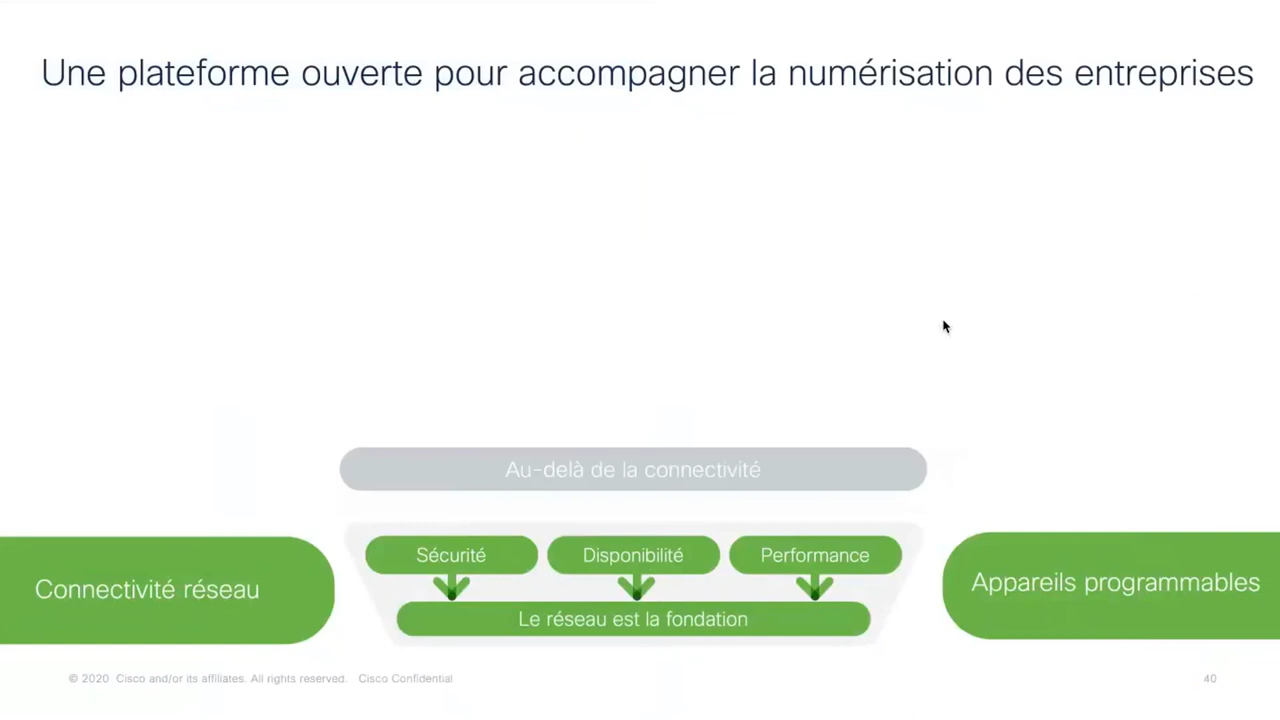 Une plateforme ouverte pour accompagner la numérisation des entreprises
Au-delà de la connectivité
Sécurité
Disponibilité
Performance
Connectivité réseau
Le réseau est la fondation
Appareils programmables
© 2020 Cisco and/or its affiliates. All rights reserved. Cisco Confidential
40